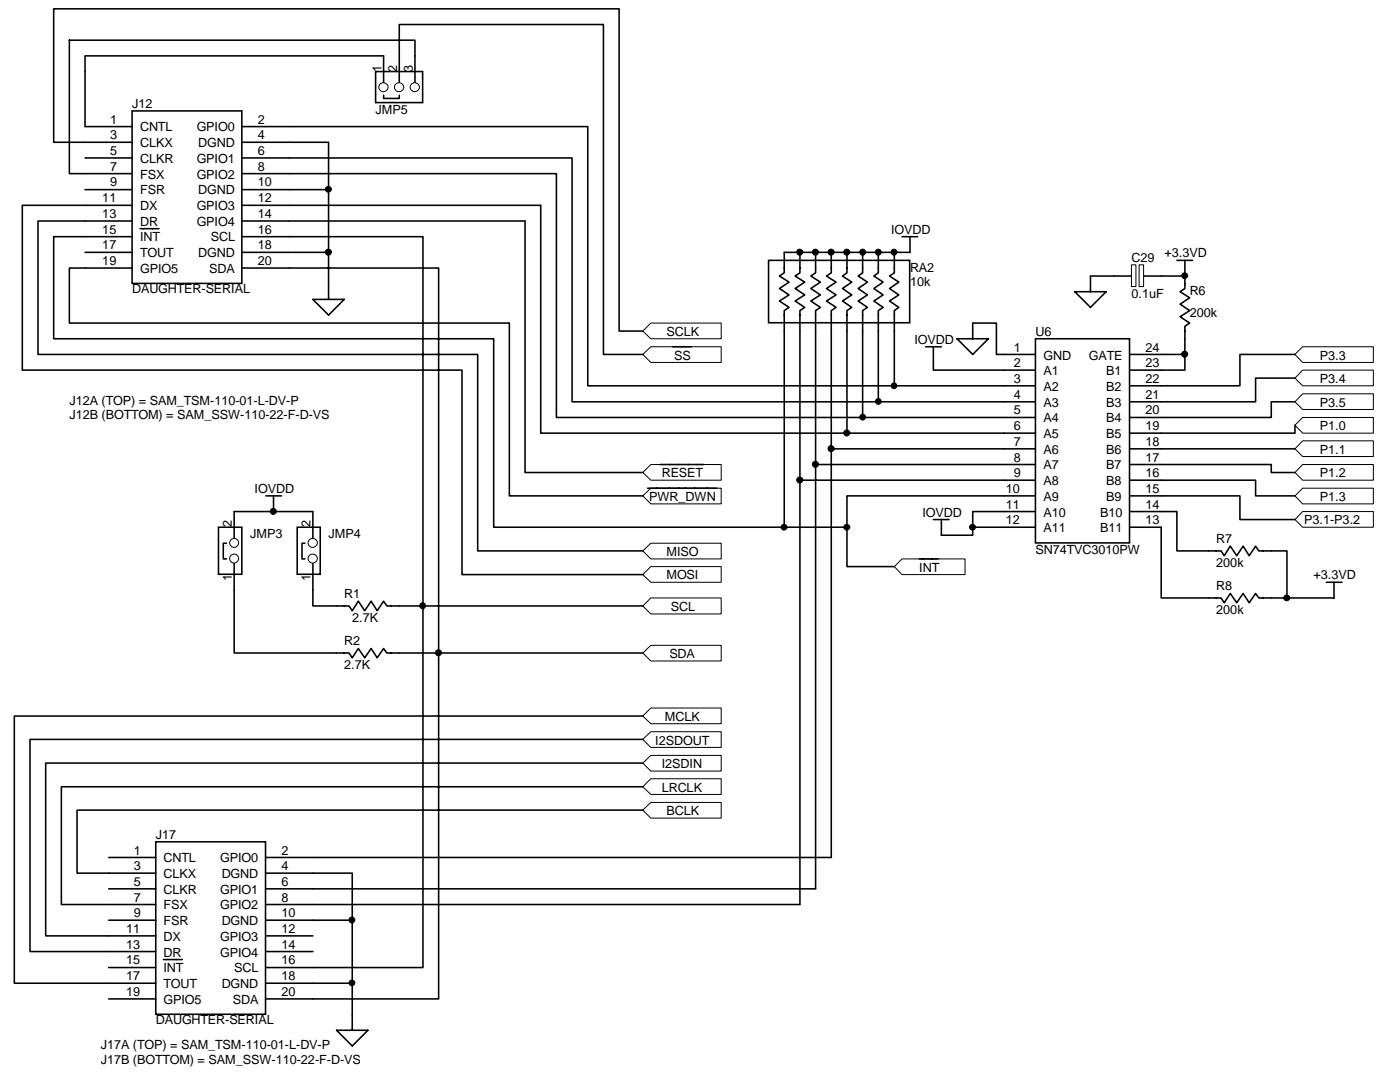 1
2
3
JMP5
J12
1 CNTL GPIO0 2
3 CLKX DGND 4
5 CLKR GPIO1 6
7 FSX GPIO2 8
9 FSR DGND 10
11 DX GPIO3 12
13 DR GPIO4 14
15 INT SCL 16
17 TOUT DGND 18
19 GPIO5 SDA 20
DAUGHTER-SERIAL
J12A (TOP) = SAM_TSM-110-01-L-DV-P
J12B (BOTTOM) = SAM_SSW-110-22-F-D-VS
SCLK
SS
RESET
PWR_DWN
MISO
MOSI
SCL
SDA
IOVDD
2
JMP3
1
2
JMP4
1
R1
2.7K
R2
2.7K
IOVDD
RA2
10k
C29
0.1uF
+3.3VD
R6
200k
IOVDD
U6
1 GND GATE 24
2 A1 B1 23
3 A2 B2 22
4 A3 B3 21
5 A4 B4 20
6 A5 B5 19
7 A6 B6 18
8 A7 B7 17
9 A8 B8 16
10 A9 B9 15
11 A10 B10 14
12 A11 B11 13
SN74TVC3010PW
IOVDD
INT
P3.3
P3.4
P3.5
P1.0
P1.1
P1.2
P1.3
P3.1-P3.2
R7
200k
R8
200k
+3.3VD
MCLK
I2SDOUT
I2SDIN
LRCLK
BCLK
J17
1 CNTL GPIO0 2
3 CLKX DGND 4
5 CLKR GPIO1 6
7 FSX GPIO2 8
9 FSR DGND 10
11 DX GPIO3 12
13 DR GPIO4 14
15 INT SCL 16
17 TOUT DGND 18
19 GPIO5 SDA 20
DAUGHTER-SERIAL
J17A (TOP) = SAM_TSM-110-01-L-DV-P
J17B (BOTTOM) = SAM_SSW-110-22-F-D-VS